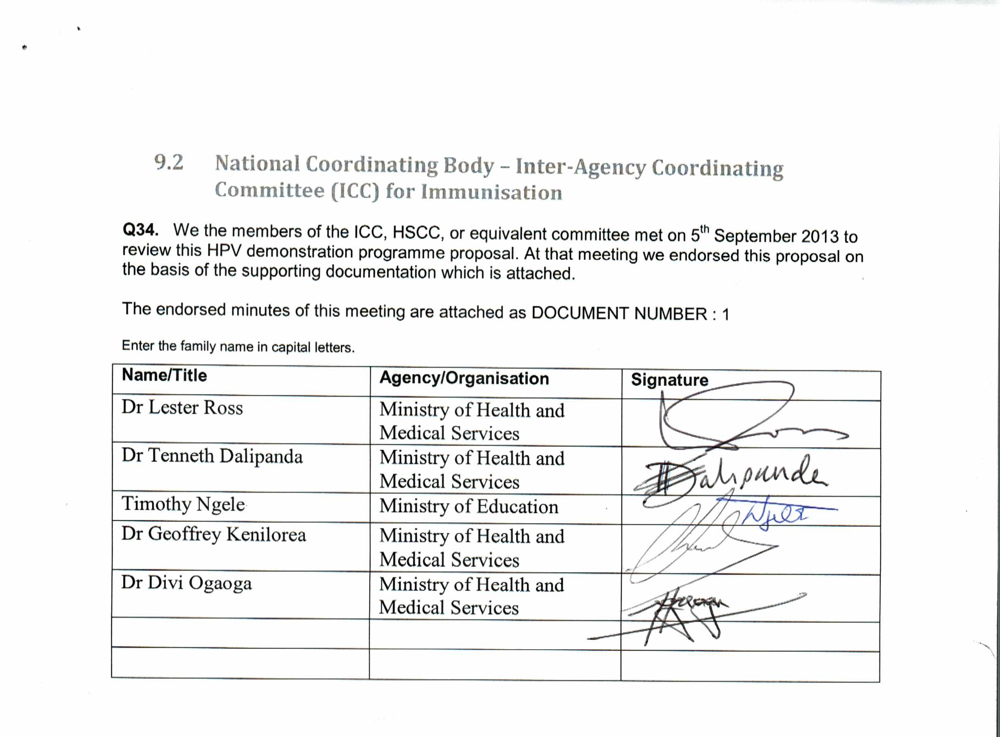 9.2 National Coordinating Body – Inter-Agency Coordinating
Committee (ICC) for Immunisation
Q34. We the members of the ICC, HSCC, or equivalent committee met on 5th September 2013 to
review this HPV demonstration programme proposal. At that meeting we endorsed this proposal on
the basis of the supporting documentation which is attached.
The endorsed minutes of this meeting are attached as DOCUMENT NUMBER : 1
Enter the family name in capital letters.
Name/Title Agency/Organisation Signature
Dr Lester Ross Ministry of Health and
Medical Services
Dr Tenneth Dalipanda Ministry of Health and Dalipanda
Medical Services
Timothy Ngele Ministry of Education
Dr Geoffrey Kenilorea Ministry of Health and
Medical Services
Dr Divi Ogaoga Ministry of Health and
Medical Services